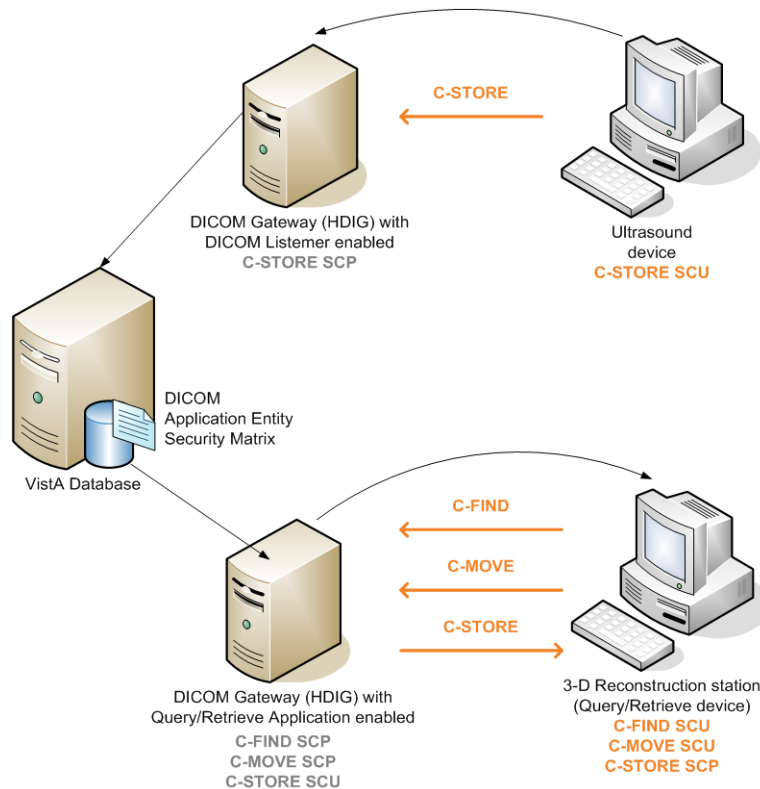 C-STORE
DICOM Gateway (HDIG) with
DICOM Listemer enabled
C-STORE SCP
Ultrasound
device
C-STORE SCU
DICOM
Application Entity
Security Matrix
VistA Database
C-FIND
C-MOVE
C-STORE
DICOM Gateway (HDIG) with
Query/Retrieve Application enabled
C-FIND SCP
C-MOVE SCP
C-STORE SCU
3-D Reconstruction station
(Query/Retrieve device)
C-FIND SCU
C-MOVE SCU
C-STORE SCP